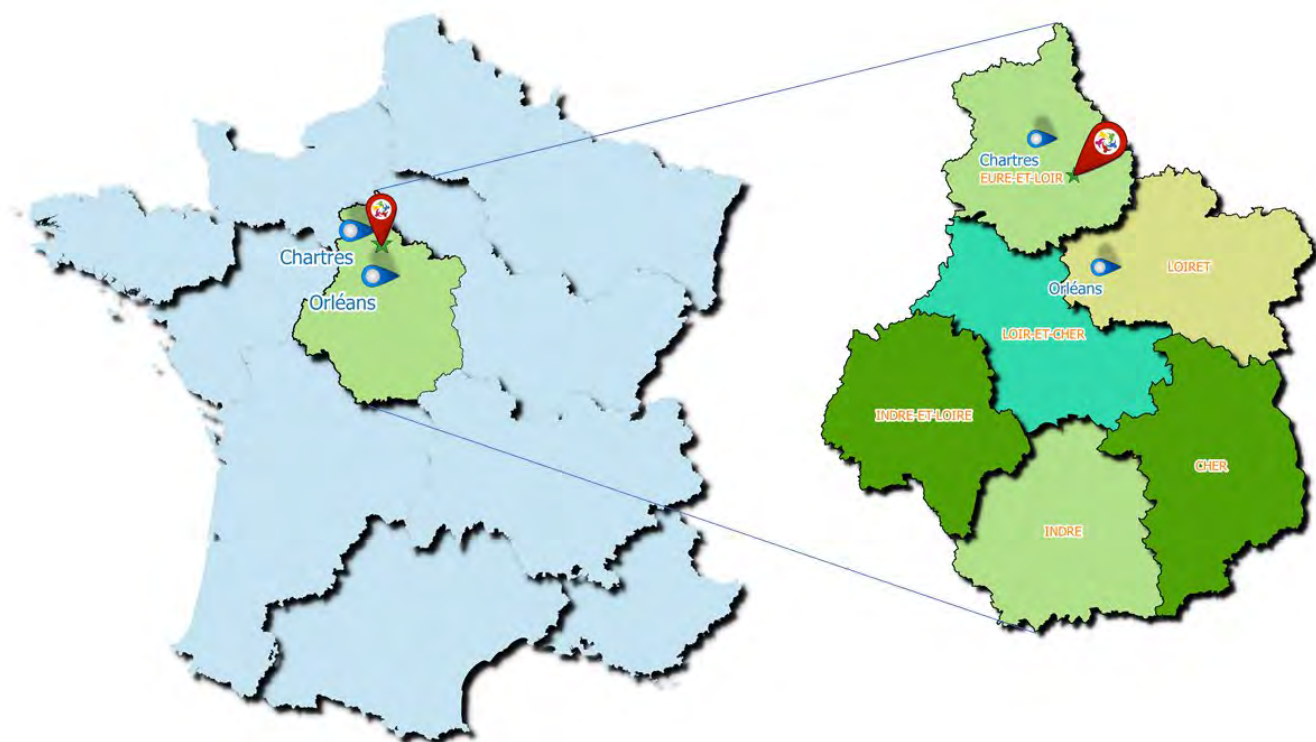 Chartres
Orléans
Chartres
EURE-ET-LOIR
LOIRET
Orléans
LOIR-ET-CHER
INDRE-ET-LOIRE
CHER
INDRE